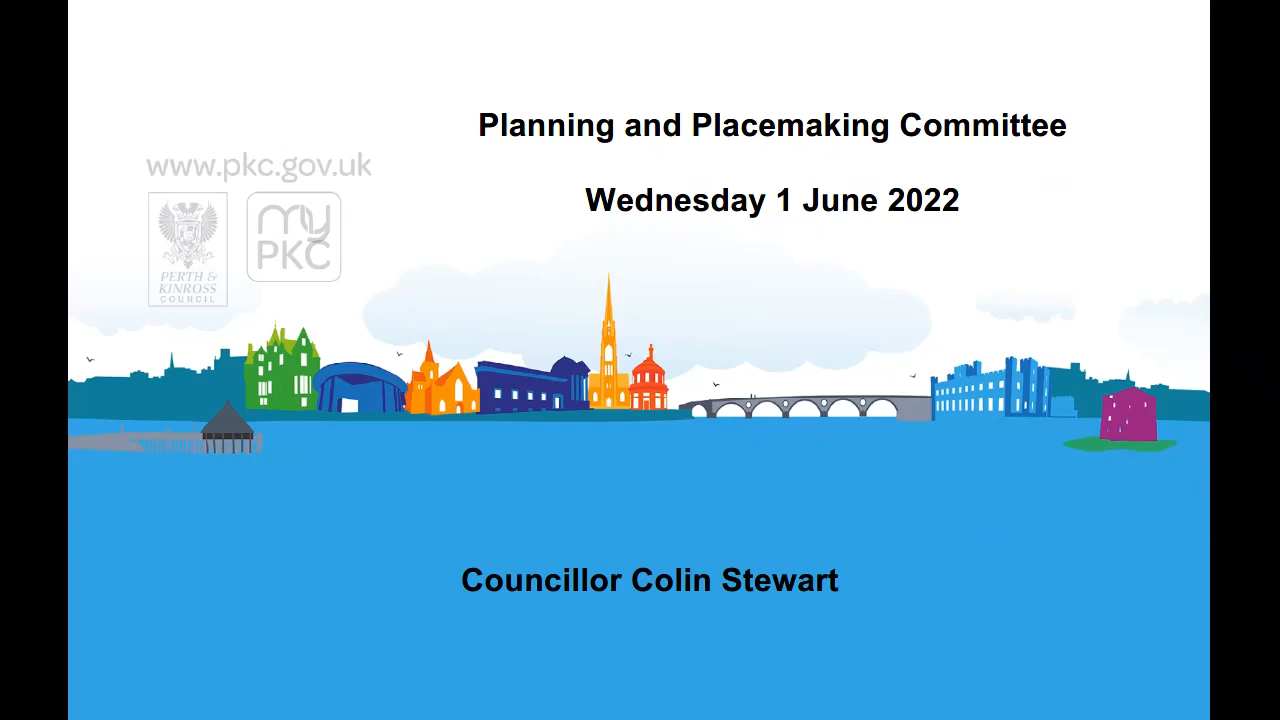 Planning and Placemaking Committee
www.pkc.gov.uk
Wednesday 1 June 2022
my
PKC
PERTH &
KINROSS
COUNCIL
Councillor Colin Stewart